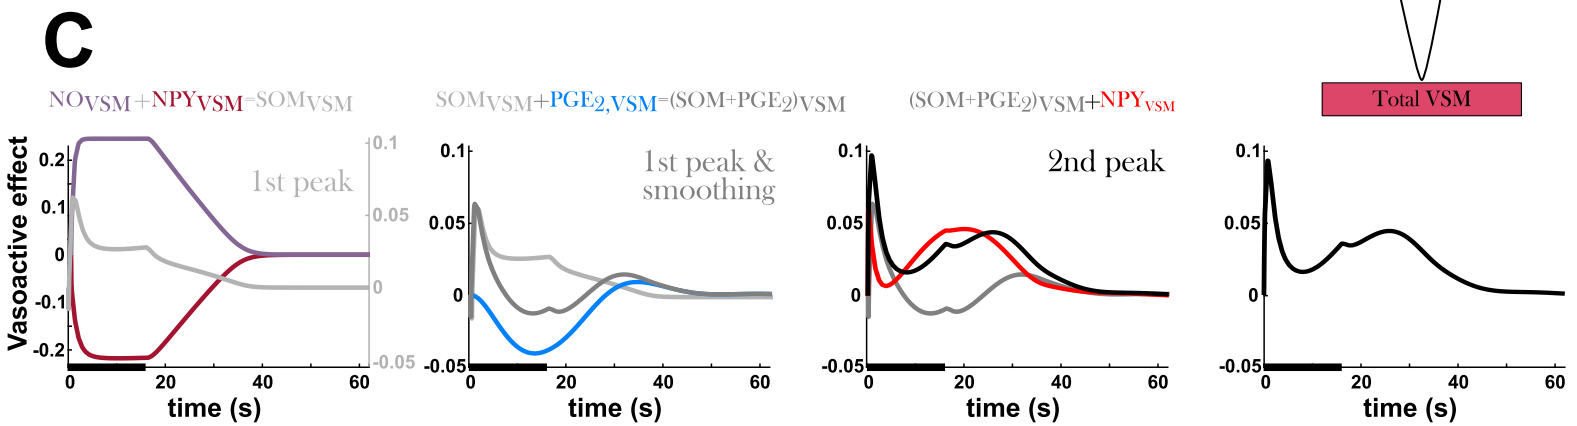 C
NOVSM+NPYVSM=SOMVSM
SOMVSM+PGE2,VSM=(SOM+PGE2)VSM
(SOM+PGE2)VSM+NPYVSM
Total VSM
Vasoactive effect
0.2
0.1
0
-0.1
-0.2
1st peak
0.1
0.05
0
-0.05
0 20 40 60
time (s)
0.1
0.05
0
-0.05
1st peak &
smoothing
0 20 40 60
time (s)
0.1
0.05
0
-0.05
2nd peak
0 20 40 60
time (s)
0.1
0.05
0
-0.05
0 20 40 60
time (s)